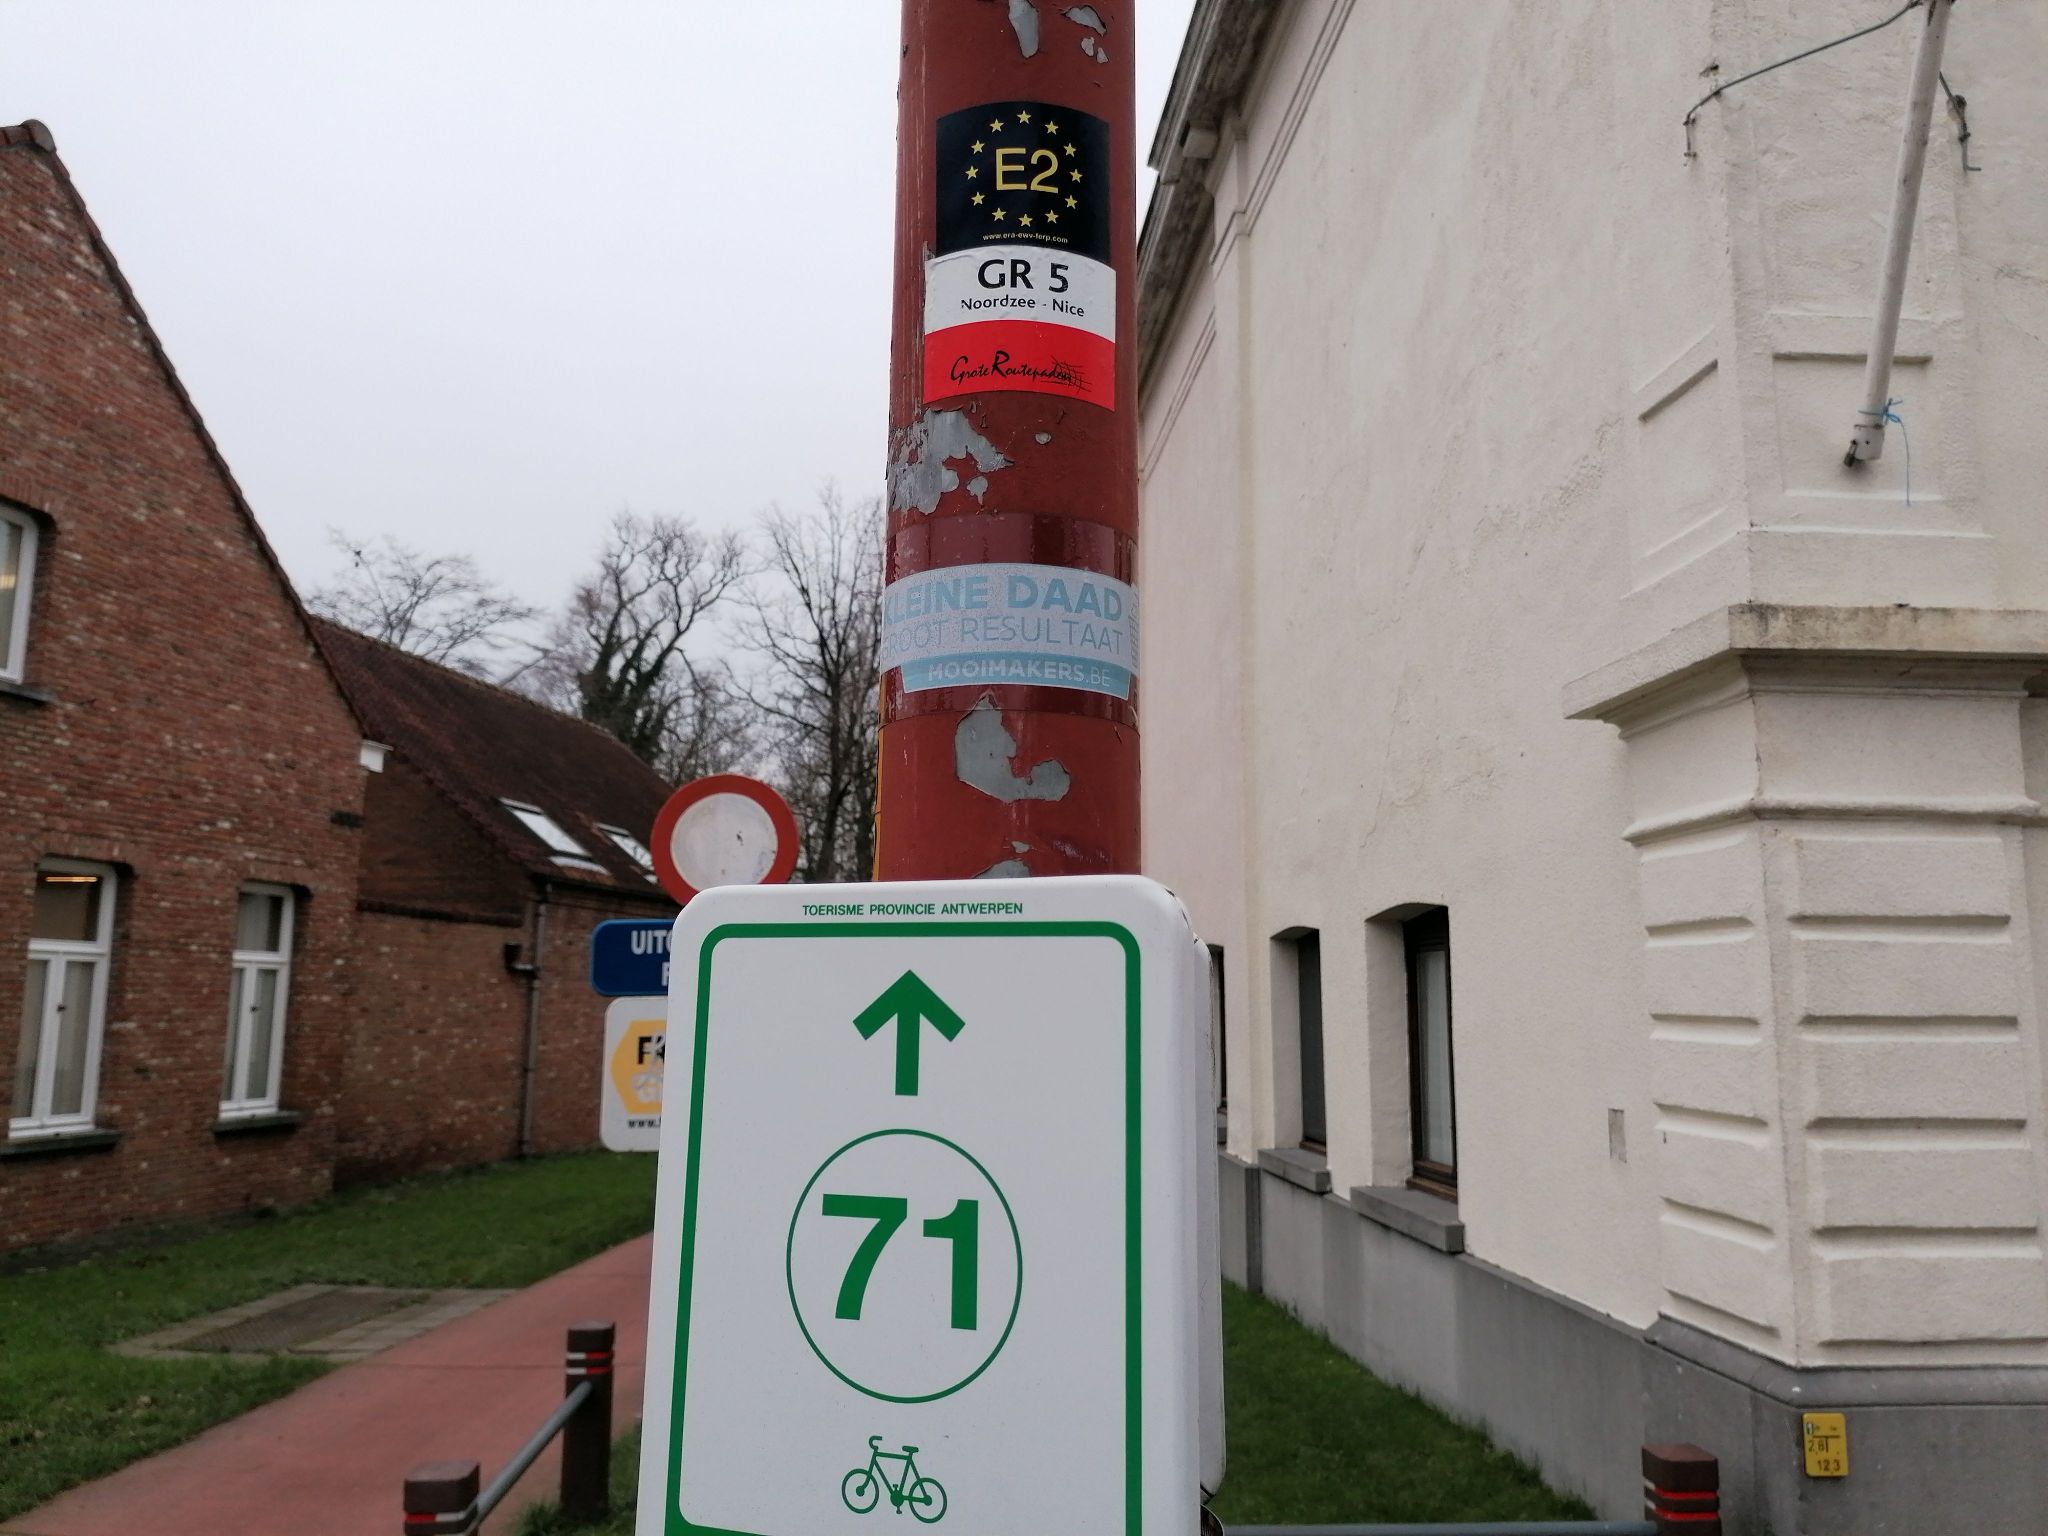 E2
www.era-ewv-ferp.com
GR 5
Noordzee - Nice
GroteRoutepaden
KLEINE DAAD
GROOT RESULTAAT
MOOIMAKERS.BE
TOERISME PROVINCIE ANTWERPEN
71